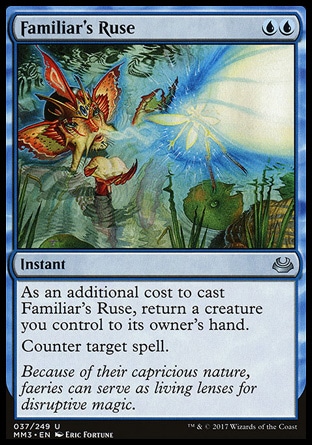 Familiar's Ruse
Instant
As an additional cost to cast
Familiar's Ruse, return a creature
you control to its owner's hand.
Counter target spell.
Because of their capricious nature,
faeries can serve as living lenses for
disruptive magic.
037/249 U
MM3 • EN Eric Fortune
™ & © 2017 Wizards of the Coast